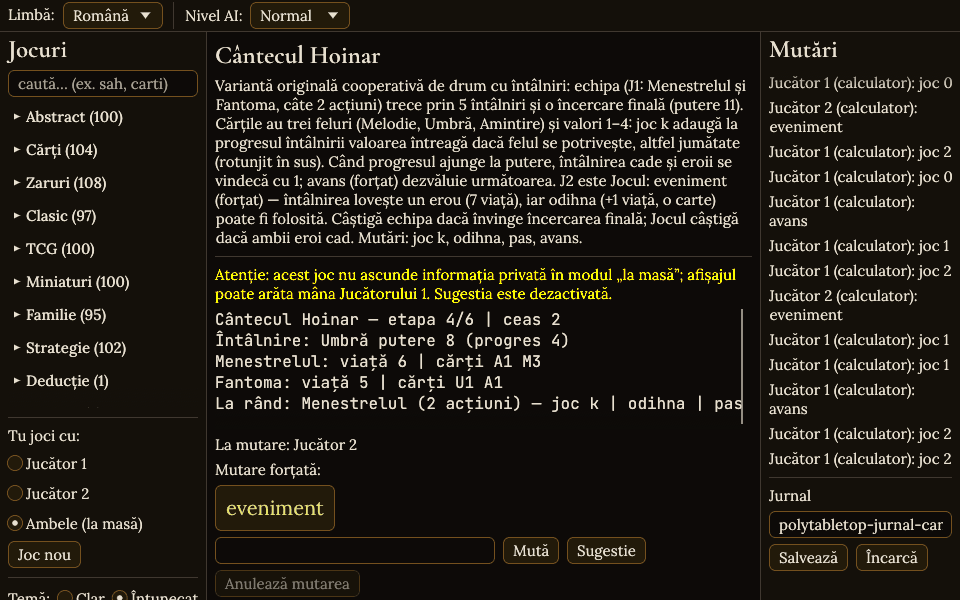 Limbă: Română ▼ Nivel AI: Normal ▼
Jocuri
caută... (ex. sah, carti)
▸ Abstract (100)
▸ Cărți (104)
▸ Zaruri (108)
▸ Clasic (97)
▸ TCG (100)
▸ Miniaturi (100)
▸ Familie (95)
▸ Strategie (102)
▸ Deducție (1)
Tu joci cu:
Jucător 1
Jucător 2
Ambele (la masă)
Joc nou
Temă: Clar Întunecat
Cântecul Hoinar
Variantă originală cooperativă de drum cu întâlniri: echipa (J1: Menestrelul și
Fantoma, câte 2 acțiuni) trece prin 5 întâlniri și o încercare finală (putere 11).
Cărțile au trei feluri (Melodie, Umbră, Amintire) și valori 1–4: joc k adaugă la
progresul întâlnirii valoarea întreagă dacă felul se potrivește, altfel jumătate
(rotunjit în sus). Când progresul ajunge la putere, întâlnirea cade și eroii se
vindecă cu 1; avans (forțat) dezvăluie următoarea. J2 este Jocul: eveniment
(forțat) — întâlnirea lovește un erou (7 viață), iar odihna (+1 viață, o carte)
poate fi folosită. Câștigă echipa dacă învinge încercarea finală; Jocul câștigă
dacă ambii eroi cad. Mutări: joc k, odihna, pas, avans.
Atenție: acest joc nu ascunde informația privată în modul „la masă”; afișajul
poate arăta mâna Jucătorului 1. Sugestia este dezactivată.
Cântecul Hoinar — etapa 4/6 | ceas 2
Întâlnire: Umbră putere 8 (progres 4)
Menestrelul: viață 6 | cărți A1 M3
Fantoma: viață 5 | cărți U1 A1
La rând: Menestrelul (2 acțiuni) — joc k | odihna | pas
La mutare: Jucător 2
Mutare forțată:
eveniment
Mută Sugestie
Anulează mutarea
Mutări
Jucător 1 (calculator): joc 0
Jucător 2 (calculator):
eveniment
Jucător 1 (calculator): joc 2
Jucător 1 (calculator): joc 0
Jucător 1 (calculator):
avans
Jucător 1 (calculator): joc 1
Jucător 1 (calculator): joc 2
Jucător 2 (calculator):
eveniment
Jucător 1 (calculator): joc 1
Jucător 1 (calculator): joc 1
Jucător 1 (calculator):
avans
Jucător 1 (calculator): joc 2
Jucător 1 (calculator): joc 2
Jurnal
polytabletop-jurnal-car
Salvează Încarcă